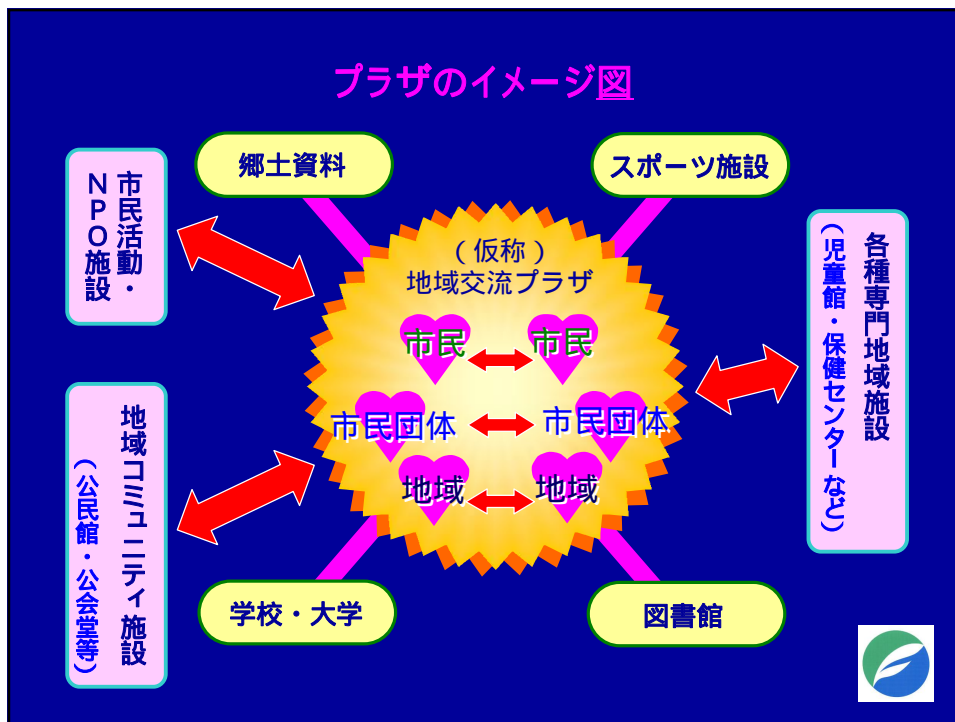 プラザのイメージ図
郷土資料
スポーツ施設
市民活動・
ＮＰＯ施設
（仮称）
地域交流プラザ
市民
市民
市民団体
市民団体
地域
地域
各種専門地域施設
（児童館・保健センターなど）
地域コミュニティ施設
（公民館・公会堂等）
学校・大学
図書館